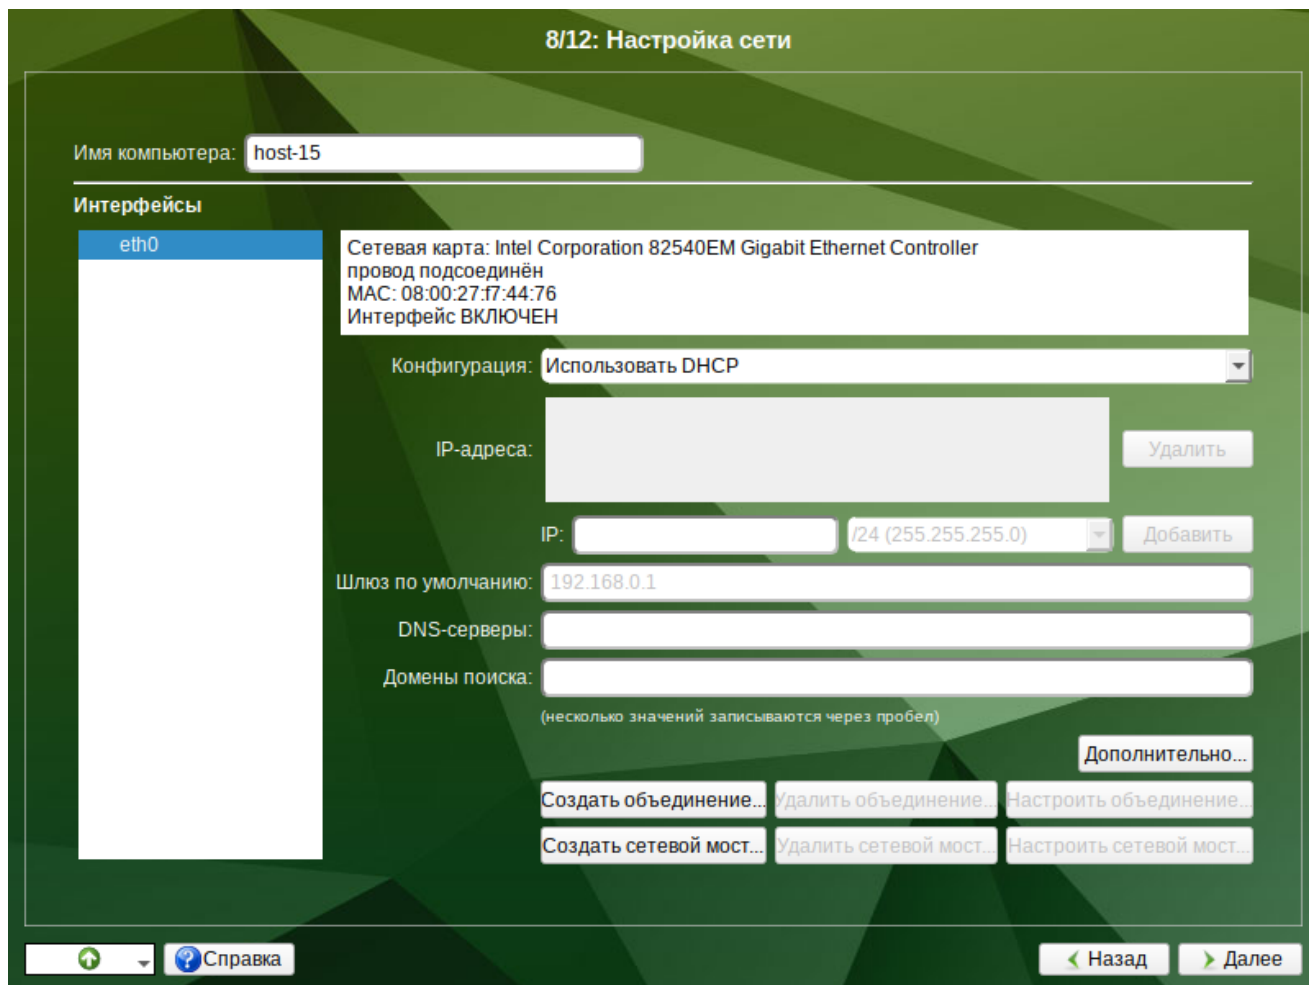 8/12: Настройка сети
Имя компьютера: host-15
Интерфейсы
eth0
Сетевая карта: Intel Corporation 82540EM Gigabit Ethernet Controller
провод подсоединён
MAC: 08:00:27:f7:44:76
Интерфейс ВКЛЮЧЕН
Конфигурация: Использовать DHCP
IP-адреса: Удалить
IP: /24 (255.255.255.0) Добавить
Шлюз по умолчанию: 192.168.0.1
DNS-серверы:
Домены поиска:
(несколько значений записываются через пробел)
Дополнительно...
Создать объединение... Удалить объединение... Настроить объединение...
Создать сетевой мост... Удалить сетевой мост... Настроить сетевой мост...
Справка Назад Далее